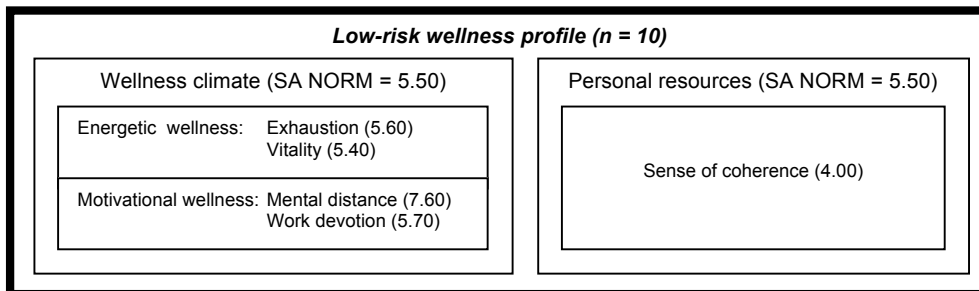 Low-risk wellness profile (n = 10)
Wellness climate (SA NORM = 5.50)
Energetic wellness: Exhaustion (5.60)
Vitality (5.40)
Motivational wellness: Mental distance (7.60)
Work devotion (5.70)
Personal resources (SA NORM = 5.50)
Sense of coherence (4.00)